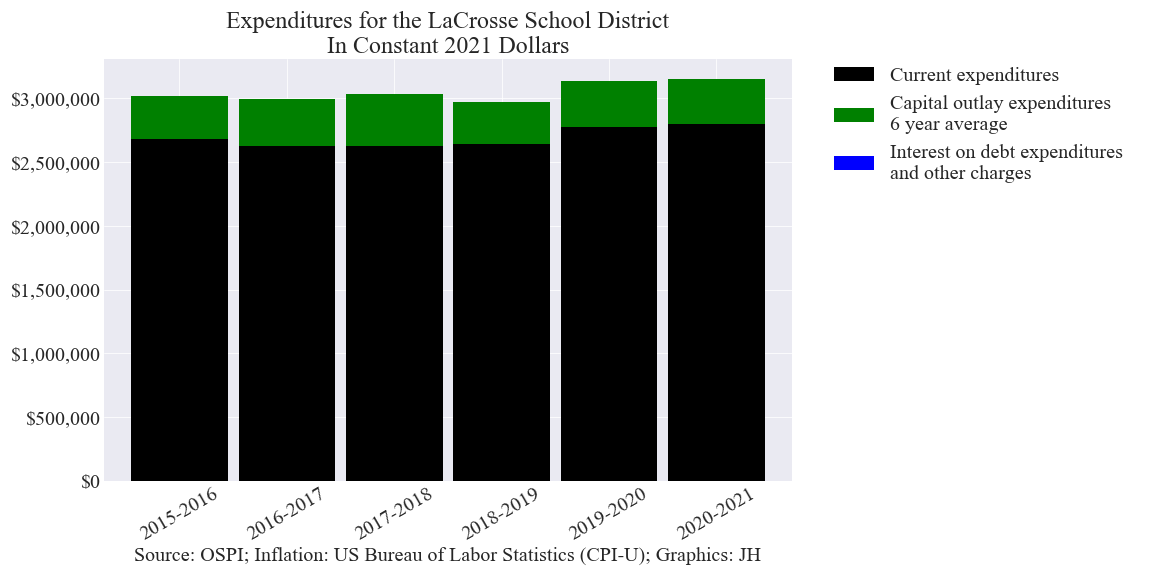 Expenditures for the LaCrosse School District
In Constant 2021 Dollars
Current expenditures
Capital outlay expenditures
6 year average
Interest on debt expenditures
and other charges
$3,000,000
$2,500,000
$2,000,000
$1,500,000
$1,000,000
$500,000
$0
2015-2016
2016-2017
2017-2018
2018-2019
2019-2020
2020-2021
Source: OSPI; Inflation: US Bureau of Labor Statistics (CPI-U); Graphics: JH